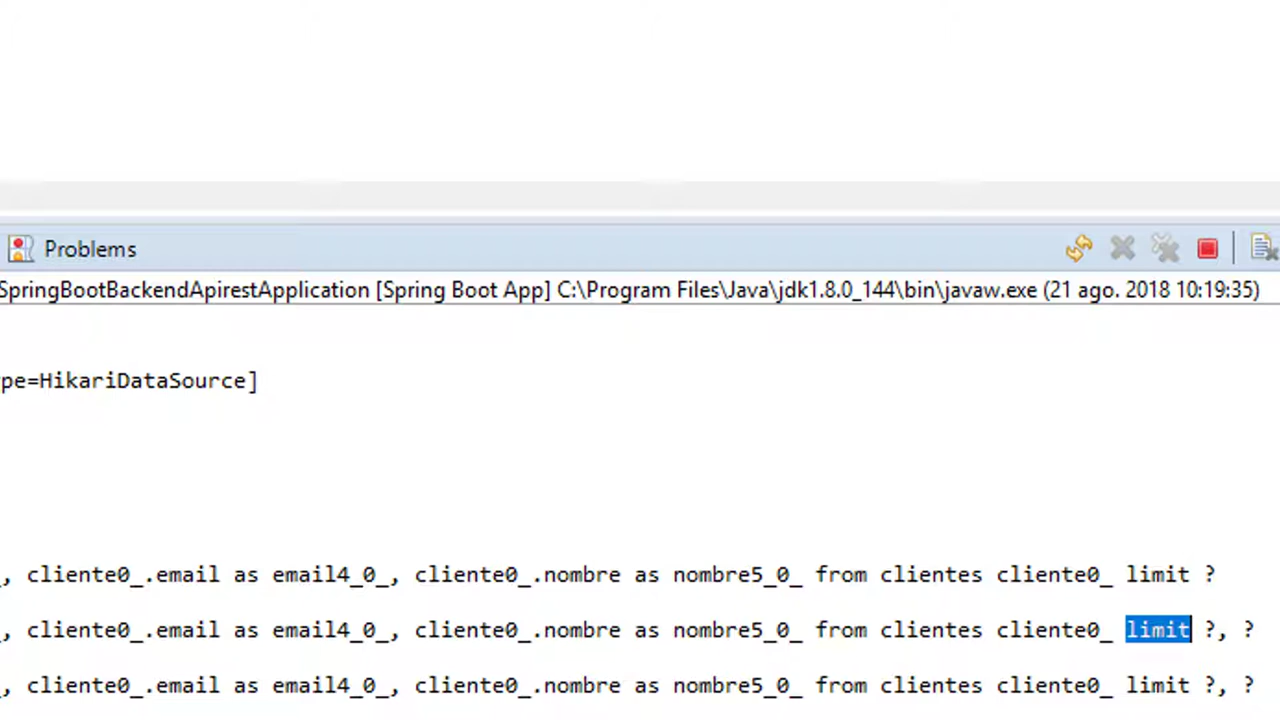 Problems
SpringBootBackendApirestApplication [Spring Boot App] C:\Program Files\Java\jdk1.8.0_144\bin\javaw.exe (21 ago. 2018 10:19:35)
pe=HikariDataSource]
_, cliente0_.email as email4_0_, cliente0_.nombre as nombre5_0_ from clientes cliente0_ limit ?
_, cliente0_.email as email4_0_, cliente0_.nombre as nombre5_0_ from clientes cliente0_ limit ?, ?
_, cliente0_.email as email4_0_, cliente0_.nombre as nombre5_0_ from clientes cliente0_ limit ?, ?